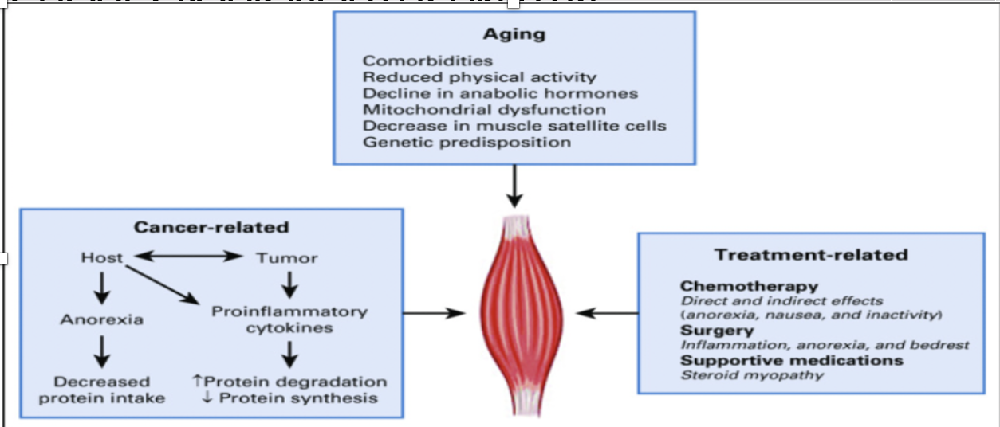 Aging
Comorbidities
Reduced physical activity
Decline in anabolic hormones
Mitochondrial dysfunction
Decrease in muscle satellite cells
Genetic predisposition
Cancer-related
Host
Tumor
Anorexia
Proinflammatory
cytokines
Decreased
protein intake
↑Protein degradation
↓ Protein synthesis
Treatment-related
Chemotherapy
Direct and indirect effects
(anorexia, nausea, and inactivity)
Surgery
Inflammation, anorexia, and bedrest
Supportive medications
Steroid myopathy